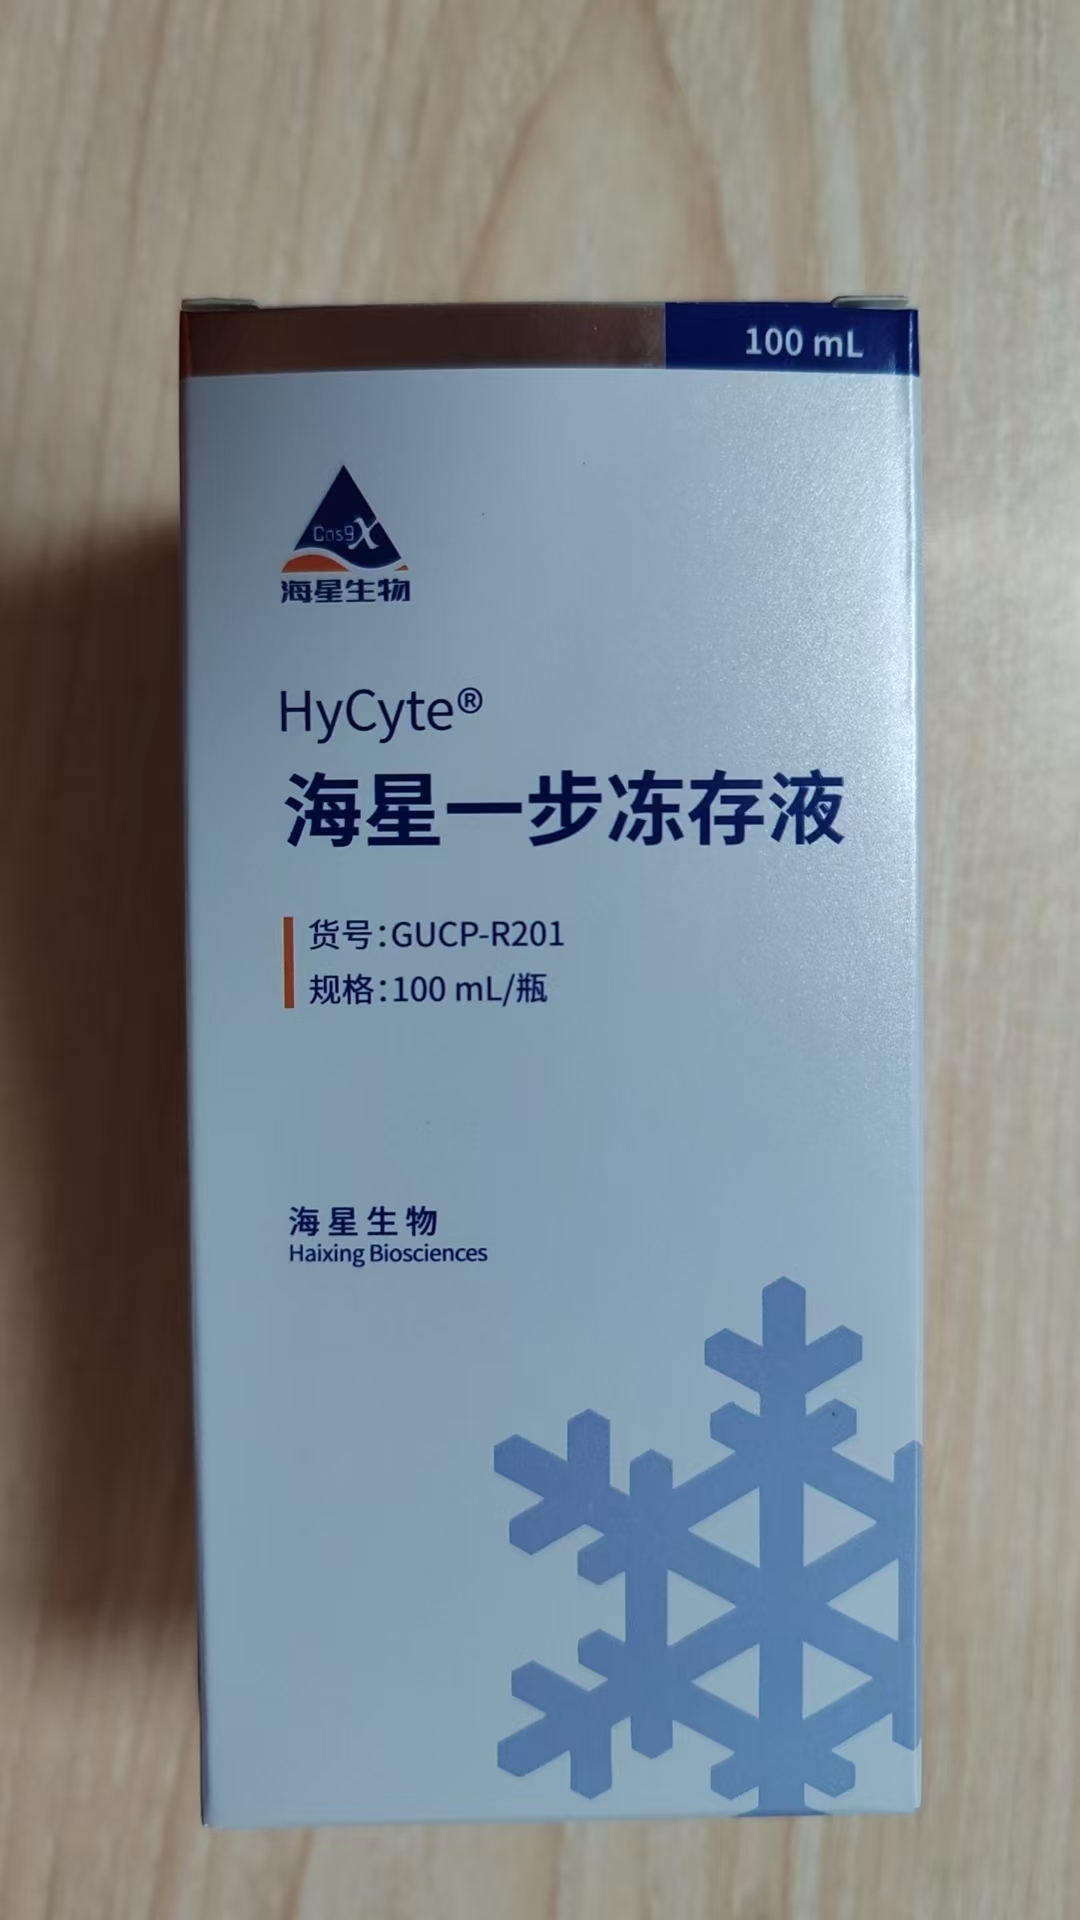 100 mL
Cas9X
海星生物
HyCyte®
海星一步冻存液
货号:GUCP-R201
规格:100 mL/瓶
海星生物
Haixing Biosciences